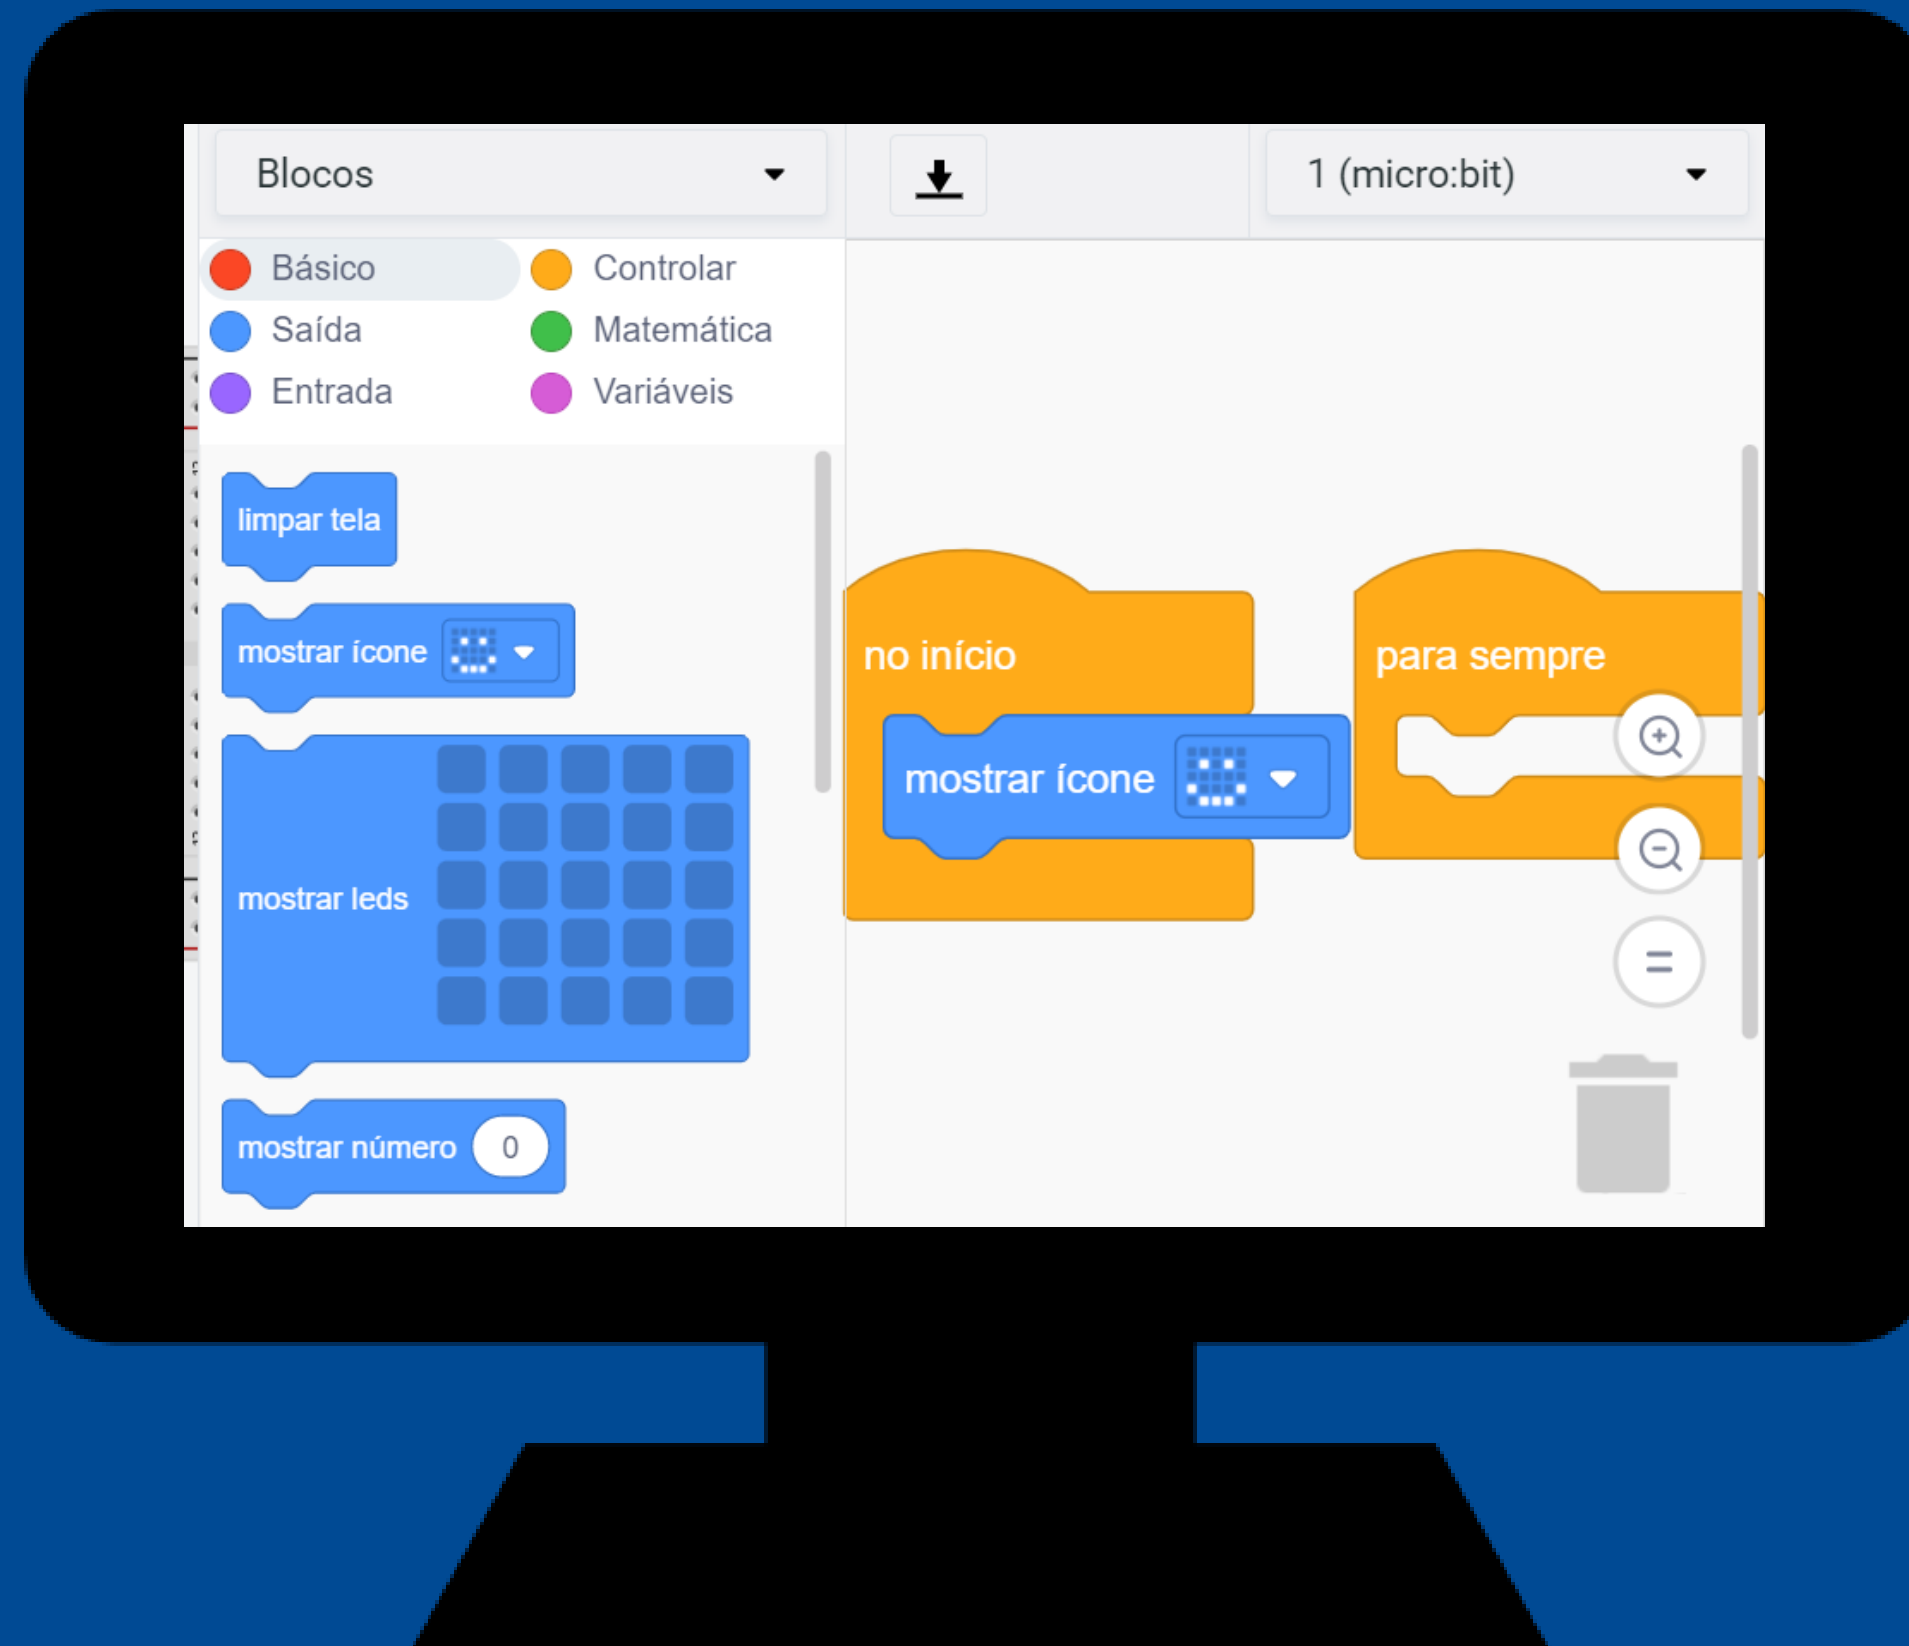 Blocos
1 (micro:bit)
Básico
Controlar
Saída
Matemática
Entrada
Variáveis
limpar tela
mostrar ícone
mostrar leds
mostrar número 0
no início
mostrar ícone
para sempre